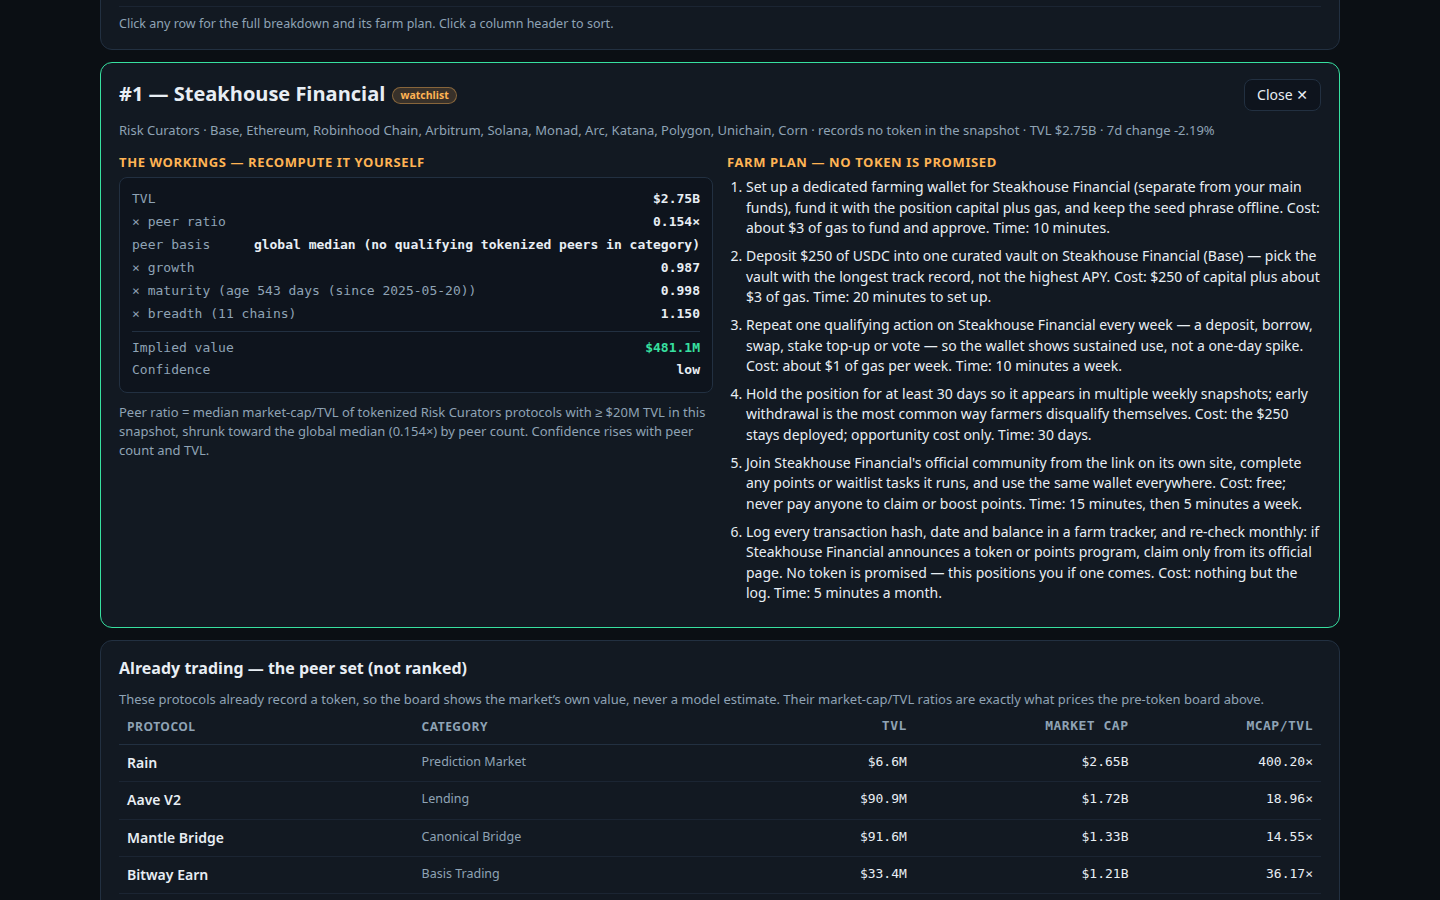 Click any row for the full breakdown and its farm plan. Click a column header to sort.
#1 — Steakhouse Financial watchlist
Close ✕
Risk Curators · Base, Ethereum, Robinhood Chain, Arbitrum, Solana, Monad, Arc, Katana, Polygon, Unichain, Corn · records no token in the snapshot · TVL $2.75B · 7d change -2.19%
THE WORKINGS — RECOMPUTE IT YOURSELF
TVL $2.75B
× peer ratio 0.154×
peer basis global median (no qualifying tokenized peers in category)
× growth 0.987
× maturity (age 543 days (since 2025-05-20)) 0.998
× breadth (11 chains) 1.150
Implied value $481.1M
Confidence low
Peer ratio = median market-cap/TVL of tokenized Risk Curators protocols with ≥ $20M TVL in this
snapshot, shrunk toward the global median (0.154×) by peer count. Confidence rises with peer
count and TVL.
FARM PLAN — NO TOKEN IS PROMISED
1. Set up a dedicated farming wallet for Steakhouse Financial (separate from your main
funds), fund it with the position capital plus gas, and keep the seed phrase offline. Cost:
about $3 of gas to fund and approve. Time: 10 minutes.
2. Deposit $250 of USDC into one curated vault on Steakhouse Financial (Base) — pick the
vault with the longest track record, not the highest APY. Cost: $250 of capital plus about
$3 of gas. Time: 20 minutes to set up.
3. Repeat one qualifying action on Steakhouse Financial every week — a deposit, borrow,
swap, stake top-up or vote — so the wallet shows sustained use, not a one-day spike.
Cost: about $1 of gas per week. Time: 10 minutes a week.
4. Hold the position for at least 30 days so it appears in multiple weekly snapshots; early
withdrawal is the most common way farmers disqualify themselves. Cost: the $250
stays deployed; opportunity cost only. Time: 30 days.
5. Join Steakhouse Financial's official community from the link on its own site, complete
any points or waitlist tasks it runs, and use the same wallet everywhere. Cost: free;
never pay anyone to claim or boost points. Time: 15 minutes, then 5 minutes a week.
6. Log every transaction hash, date and balance in a farm tracker, and re-check monthly: if
Steakhouse Financial announces a token or points program, claim only from its official
page. No token is promised — this positions you if one comes. Cost: nothing but the
log. Time: 5 minutes a month.
Already trading — the peer set (not ranked)
These protocols already record a token, so the board shows the market's own value, never a model estimate. Their market-cap/TVL ratios are exactly what prices the pre-token board above.
PROTOCOL CATEGORY TVL MARKET CAP MCAP/TVL
Rain Prediction Market $6.6M $2.65B 400.20×
Aave V2 Lending $90.9M $1.72B 18.96×
Mantle Bridge Canonical Bridge $91.6M $1.33B 14.55×
Bitway Earn Basis Trading $33.4M $1.21B 36.17×